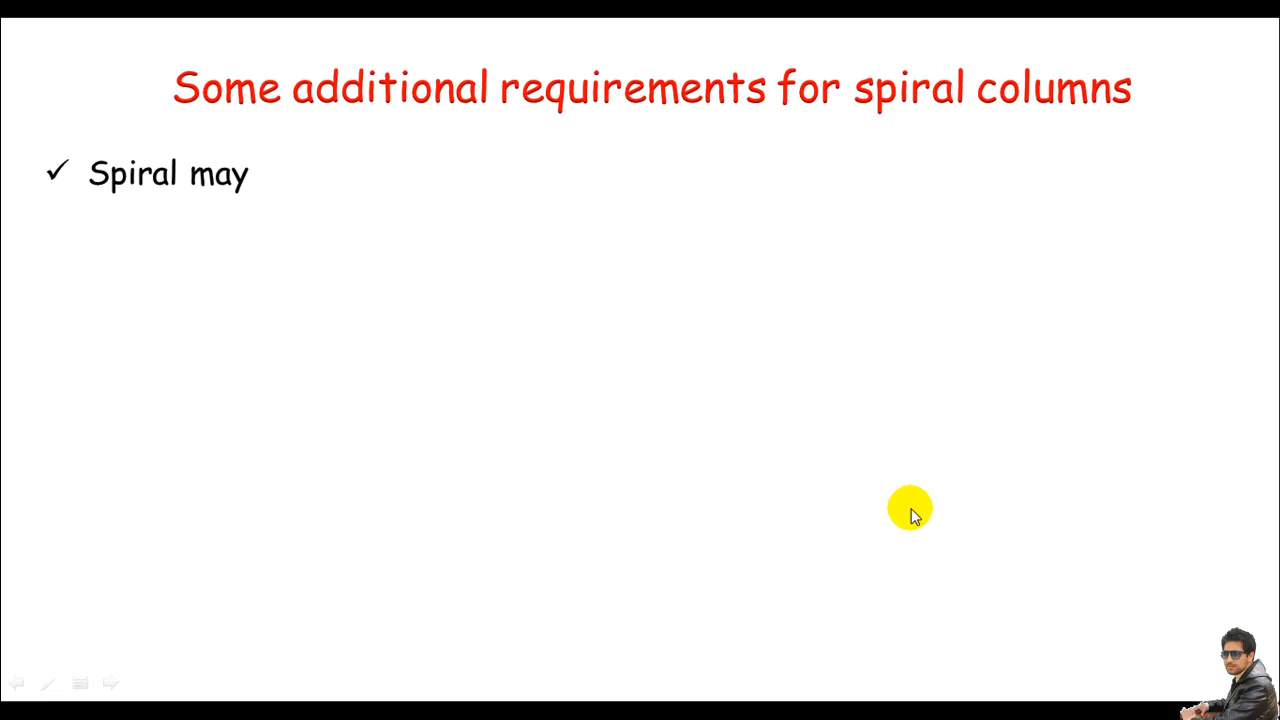 Some additional requirements for spiral columns
✓ Spiral may